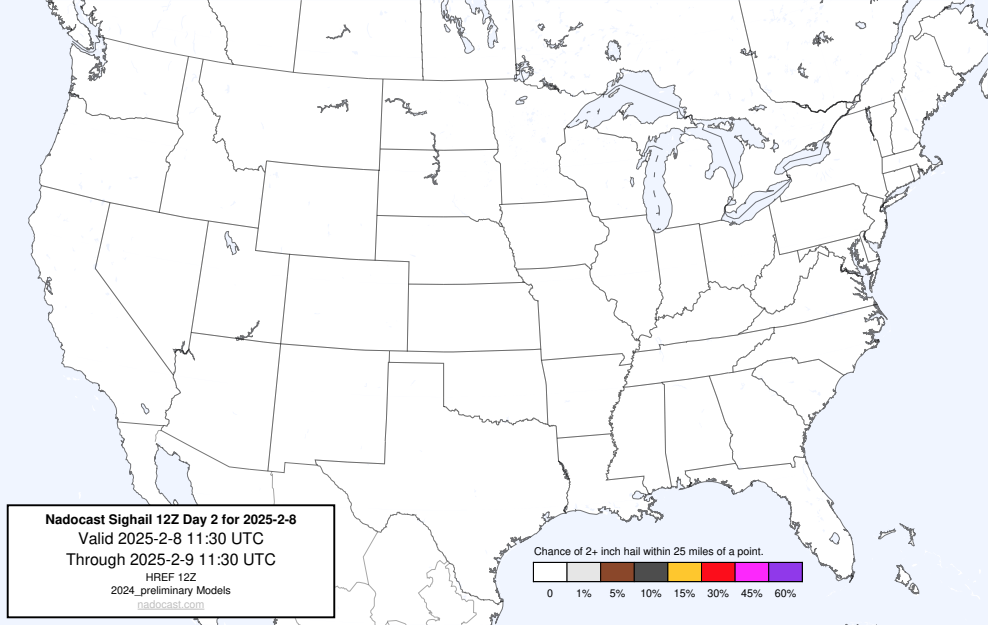 Nadocast Sighail 12Z Day 2 for 2025-2-8
Valid 2025-2-8 11:30 UTC
Through 2025-2-9 11:30 UTC
HREF 12Z
2024_preliminary Models
nadocast.com
Chance of 2+ inch hail within 25 miles of a point.
0 1% 5% 10% 15% 30% 45% 60%